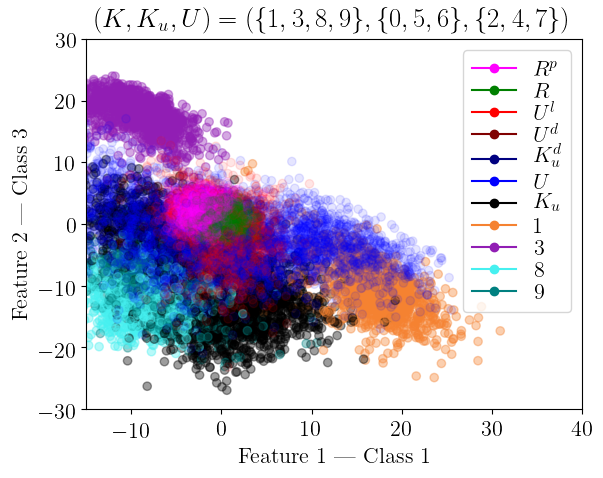 (K, K_u, U) = ({1, 3, 8, 9}, {0, 5, 6}, {2, 4, 7})
30
20
10
0
−10
−20
−30
Feature 2 — Class 3
R^p
R
U^l
U^d
K_u^d
U
K_u
1
3
8
9
−10
0
10
20
30
40
Feature 1 — Class 1